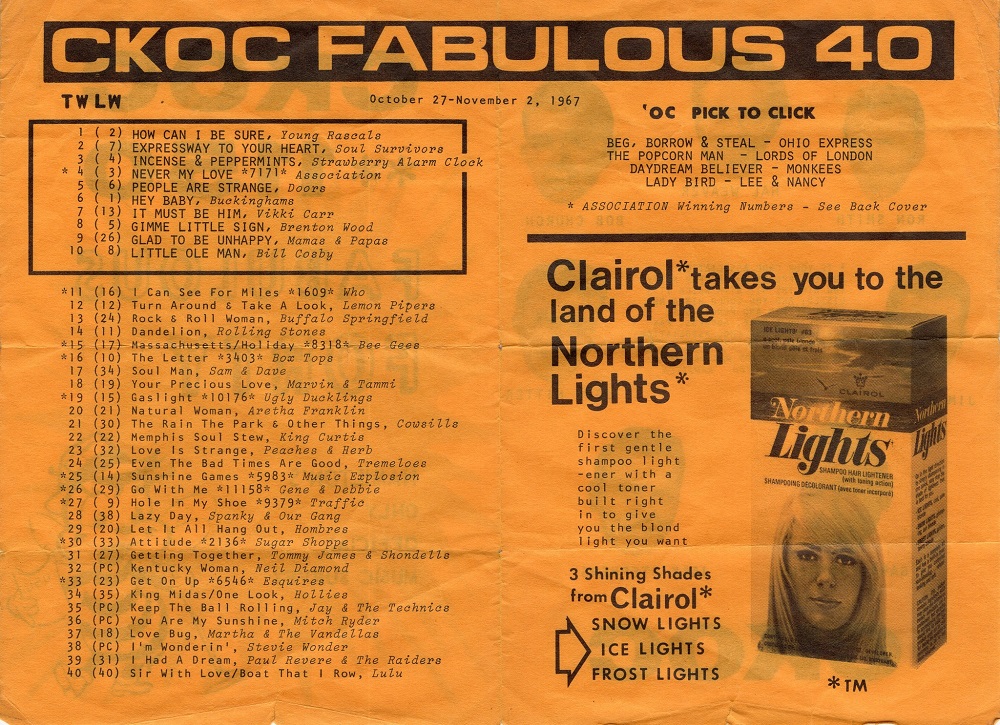 CKOC FABULOUS 40
TW LW
October 27-November 2, 1967
1 ( 2) HOW CAN I BE SURE, Young Rascals
2 ( 7) EXPRESSWAY TO YOUR HEART, Soul Survivors
3 ( 4) INCENSE & PEPPERMINTS, Strawberry Alarm Clock
* 4 ( 3) NEVER MY LOVE *7171* Association
5 ( 6) PEOPLE ARE STRANGE, Doors
6 ( 1) HEY BABY, Buckinghams
7 (13) IT MUST BE HIM, Vikki Carr
8 ( 5) GIMME LITTLE SIGN, Brenton Wood
9 (26) GLAD TO BE UNHAPPY, Mamas & Papas
10 ( 8) LITTLE OLE MAN, Bill Cosby
*11 (16) I Can See For Miles *1609* Who
12 (12) Turn Around & Take A Look, Lemon Pipers
13 (24) Rock & Roll Woman, Buffalo Springfield
14 (11) Dandelion, Rolling Stones
*15 (17) Massachusetts/Holiday *8318* Bee Gees
*16 (10) The Letter *3403* Box Tops
17 (34) Soul Man, Sam & Dave
18 (19) Your Precious Love, Marvin & Tammi
*19 (15) Gaslight *10176* Ugly Ducklings
20 (21) Natural Woman, Aretha Franklin
21 (30) The Rain The Park & Other Things, Cowsills
22 (22) Memphis Soul Stew, King Curtis
23 (32) Love Is Strange, Peaches & Herb
24 (25) Even The Bad Times Are Good, Tremeloes
*25 (14) Sunshine Games *5983* Music Explosion
*26 (29) Go With Me *11158* Gene & Debbie
*27 ( 9) Hole In My Shoe *9379* Traffic
28 (38) Lazy Day, Spanky & Our Gang
29 (20) Let It All Hang Out, Hombres
*30 (33) Attitude *2136* Sugar Shoppe
31 (27) Getting Together, Tommy James & Shondells
32 (PC) Kentucky Woman, Neil Diamond
*33 (23) Get On Up *6546* Esquires
34 (35) King Midas/One Look, Hollies
35 (PC) Keep The Ball Rolling, Jay & The Technics
36 (PC) You Are My Sunshine, Mitch Ryder
37 (18) Love Bug, Martha & The Vandellas
38 (PC) I'm Wonderin', Stevie Wonder
39 (31) I Had A Dream, Paul Revere & The Raiders
40 (40) Sir With Love/Boat That I Row, Lulu
'OC PICK TO CLICK
BEG, BORROW & STEAL - OHIO EXPRESS
THE POPCORN MAN - LORDS OF LONDON
DAYDREAM BELIEVER - MONKEES
LADY BIRD - LEE & NANCY
* ASSOCIATION Winning Numbers - See Back Cover
Clairol* takes you to the
land of the
Northern
Lights*
Discover the
first gentle
shampoo light
-ener with a
cool toner
built right
in to give
you the blond
light you want
3 Shining Shades
from Clairol*
SNOW LIGHTS
ICE LIGHTS
FROST LIGHTS
CLAIROL
Northern
Lights
SHAMPOO HAIR LIGHTENER
(with toning action)
SHAMPOOING DÉCOLORANT (avec toner incorporé)
Northern
Lights
*TM